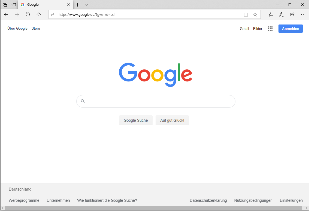 Google
Über Google Store
Gmail Bilder Anmelden
Google
Google Suche Auf gut Glück!
Deutschland
Werbeprogramme Unternehmen Wie funktioniert die Google Suche? Datenschutzerklärung Nutzungsbedingungen Einstellungen